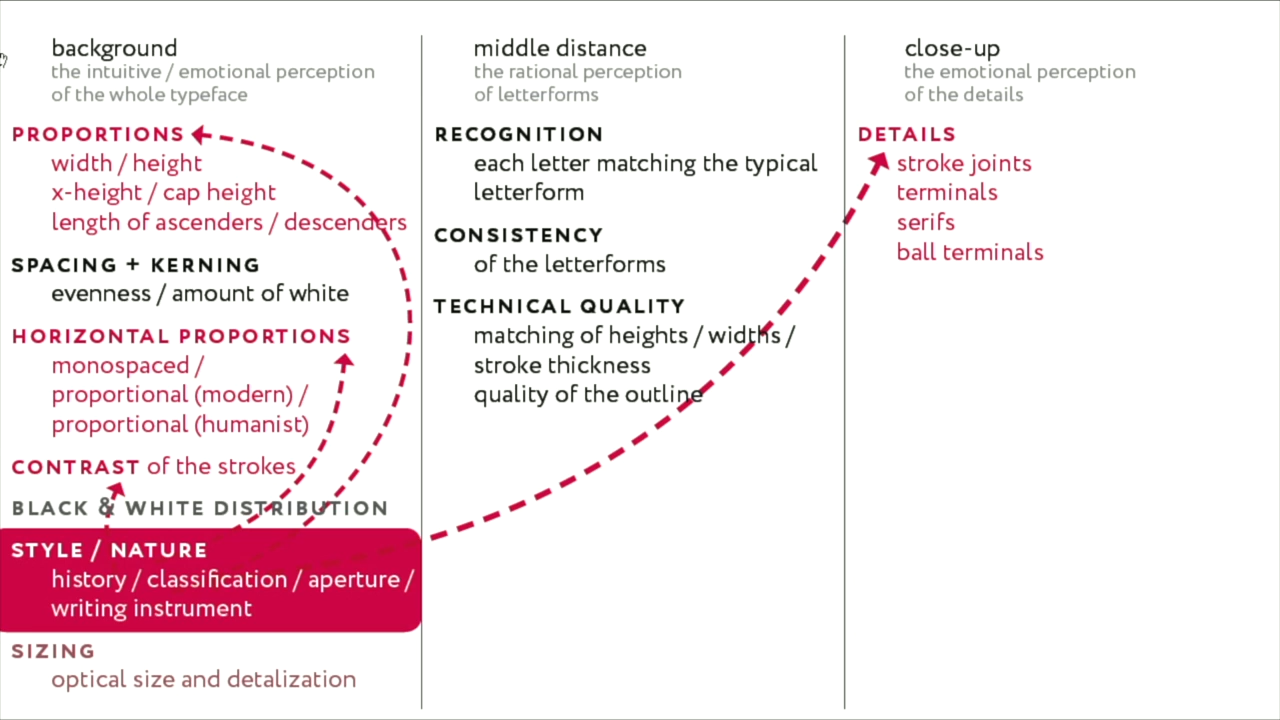 background
the intuitive / emotional perception
of the whole typeface
PROPORTIONS
width / height
x-height / cap height
length of ascenders / descenders
SPACING + KERNING
evenness / amount of white
HORIZONTAL PROPORTIONS
monospaced /
proportional (modern) /
proportional (humanist)
CONTRAST of the strokes
BLACK & WHITE DISTRIBUTION
STYLE / NATURE
history / classification / aperture /
writing instrument
SIZING
optical size and detalization
middle distance
the rational perception
of letterforms
RECOGNITION
each letter matching the typical
letterform
CONSISTENCY
of the letterforms
TECHNICAL QUALITY
matching of heights / widths /
stroke thickness
quality of the outline
close-up
the emotional perception
of the details
DETAILS
stroke joints
terminals
serifs
ball terminals